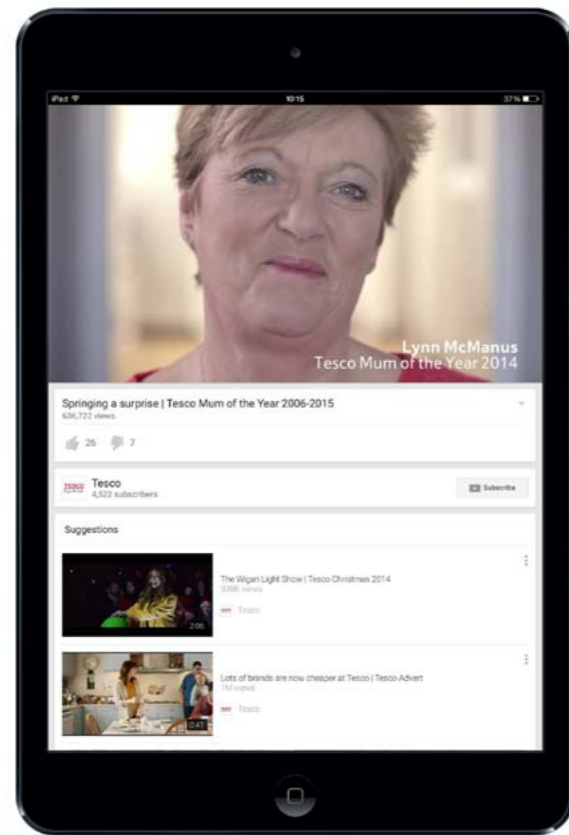 iPad
10:15
37%
Lynn McManus
Tesco Mum of the Year 2014
Springing a surprise | Tesco Mum of the Year 2006-2015
636,722 views
26
7
TESCO
Tesco
4,522 subscribers
Subscribe
Suggestions
The Wigan Light Show | Tesco Christmas 2014
936K views
Tesco
2:06
Lots of brands are now cheaper at Tesco | Tesco Advert
1M views
Tesco
0:41